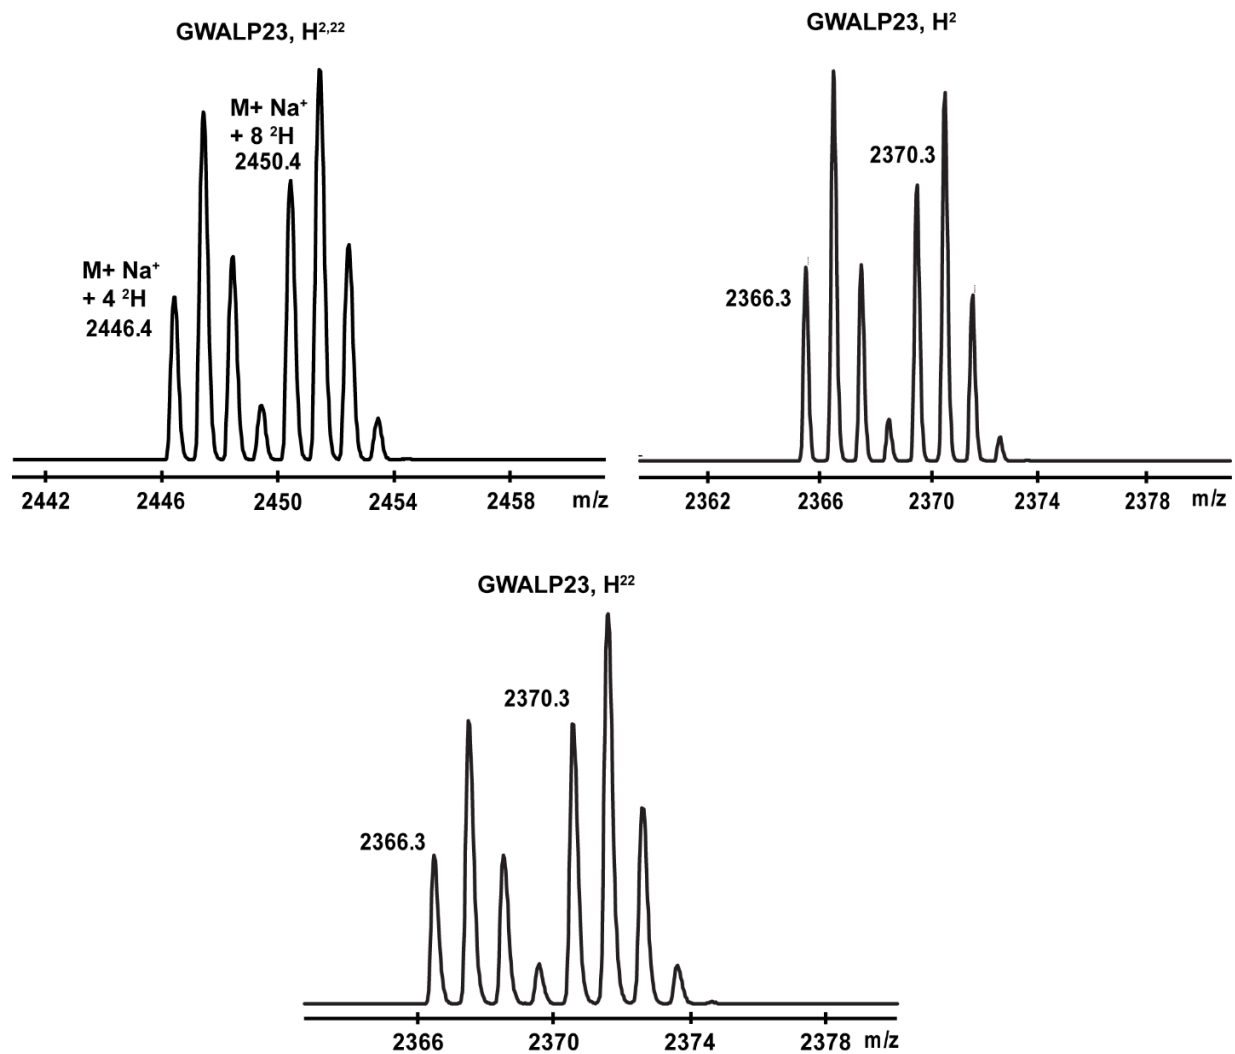 GWALP23, H²,²²
M+ Na⁺
+ 8 ²H
2450.4
M+ Na⁺
+ 4 ²H
2446.4
2442 2446 2450 2454 2458 m/z
GWALP23, H²
2370.3
2366.3
2362 2366 2370 2374 2378 m/z
GWALP23, H²²
2370.3
2366.3
2366 2370 2374 2378 m/z